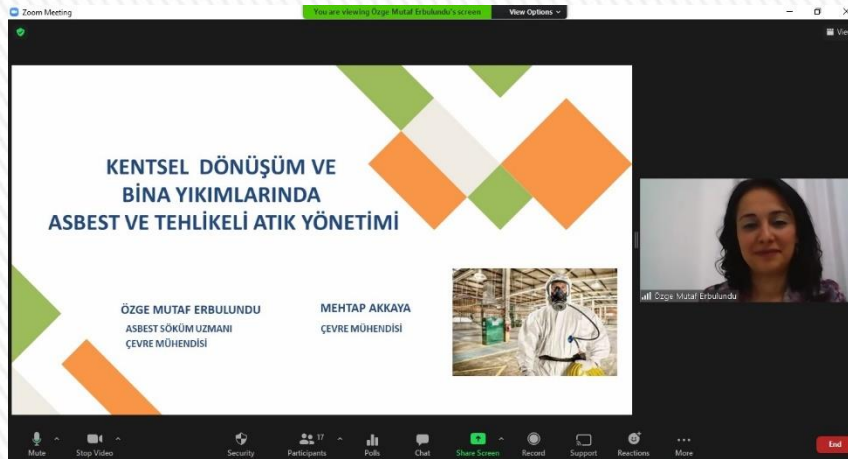 Zoom Meeting
You are viewing Özge Mutaf Erbulundu's screen
View Options
View
KENTSEL DÖNÜŞÜM VE
BİNA YIKIMLARINDA
ASBEST VE TEHLİKELİ ATIK YÖNETİMİ
ÖZGE MUTAF ERBULUNDU
ASBEST SÖKÜM UZMANI
ÇEVRE MÜHENDİSİ
MEHTAP AKKAYA
ÇEVRE MÜHENDİSİ
Özge Mutaf Erbulundu
Mute
Stop Video
Security
Participants
17
Polls
Chat
Share Screen
Record
Support
Reactions
More
End